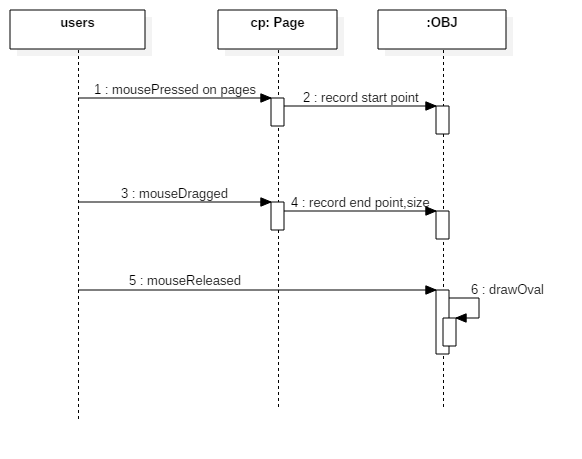 users
cp: Page
:OBJ
1 : mousePressed on pages
2 : record start point
3 : mouseDragged
4 : record end point,size
5 : mouseReleased
6 : drawOval